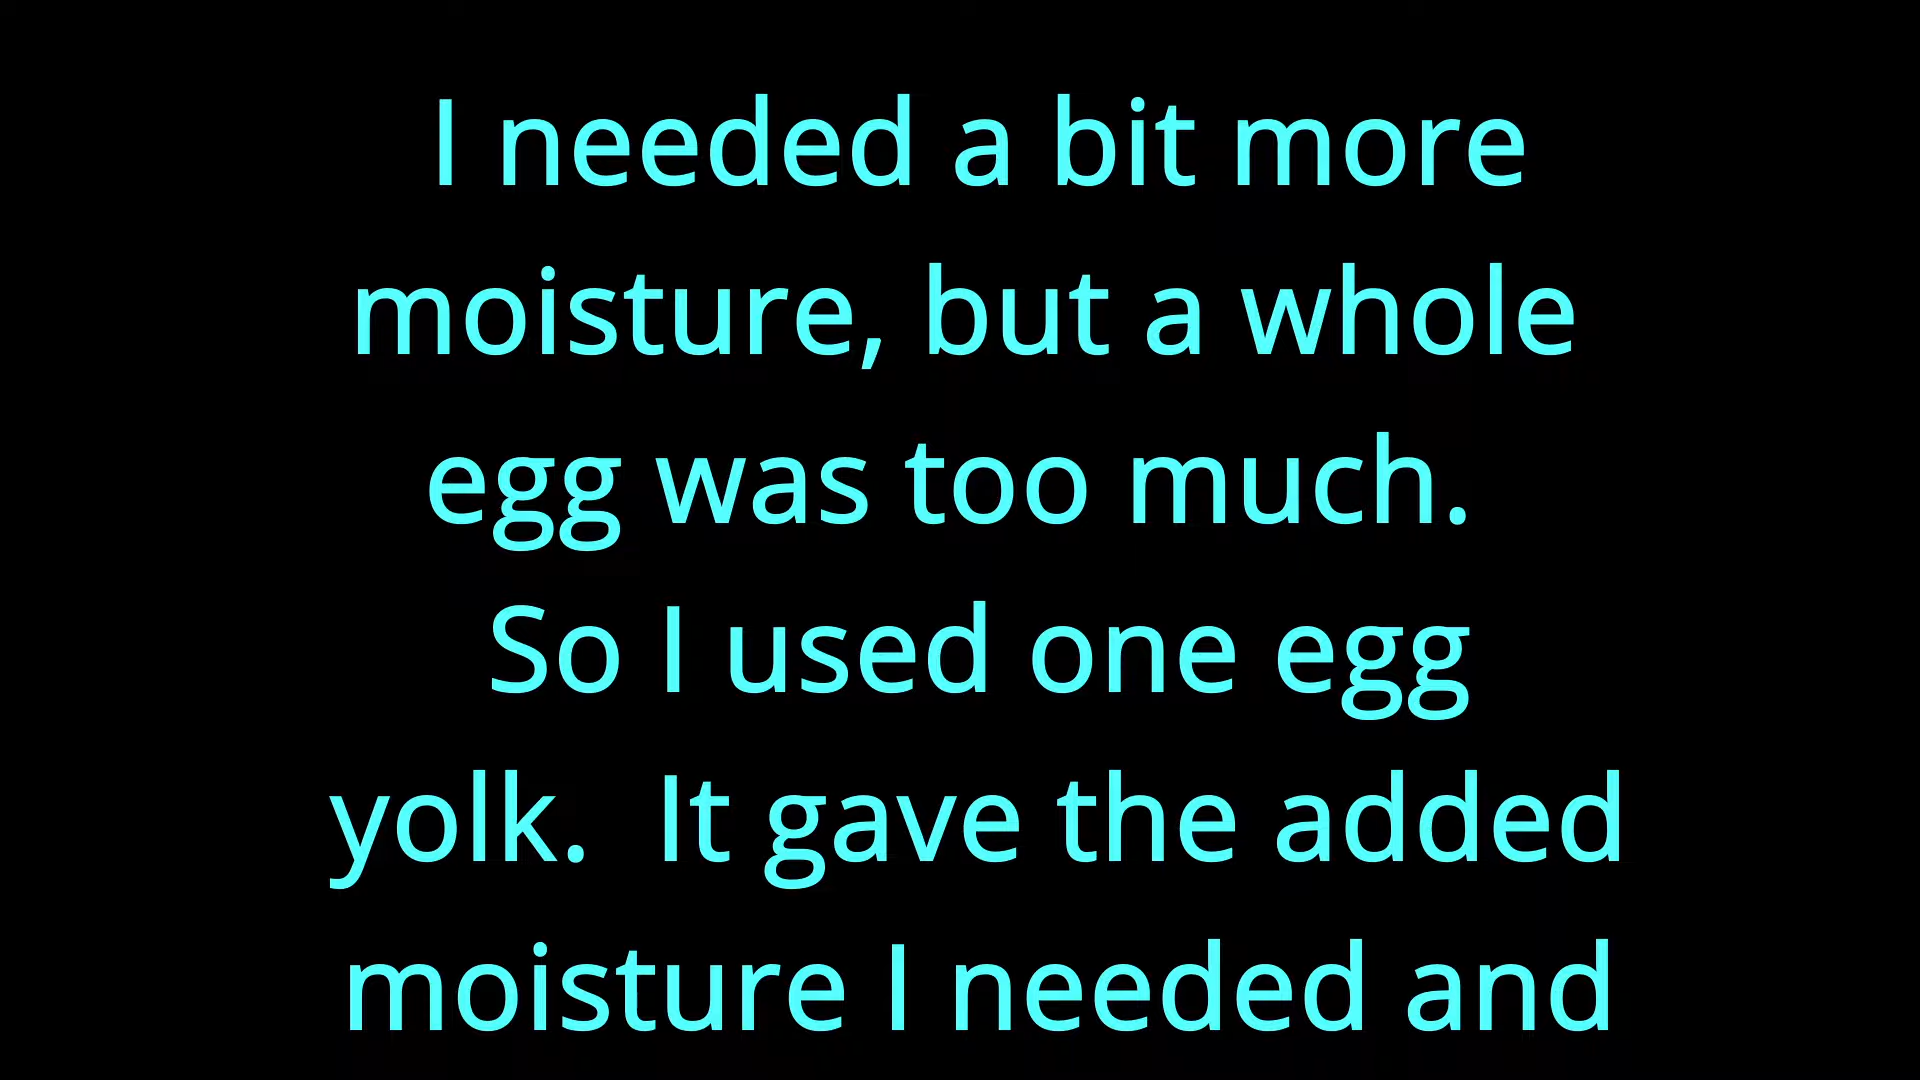 I needed a bit more
moisture, but a whole
egg was too much.
So I used one egg
yolk.  It gave the added
moisture I needed and